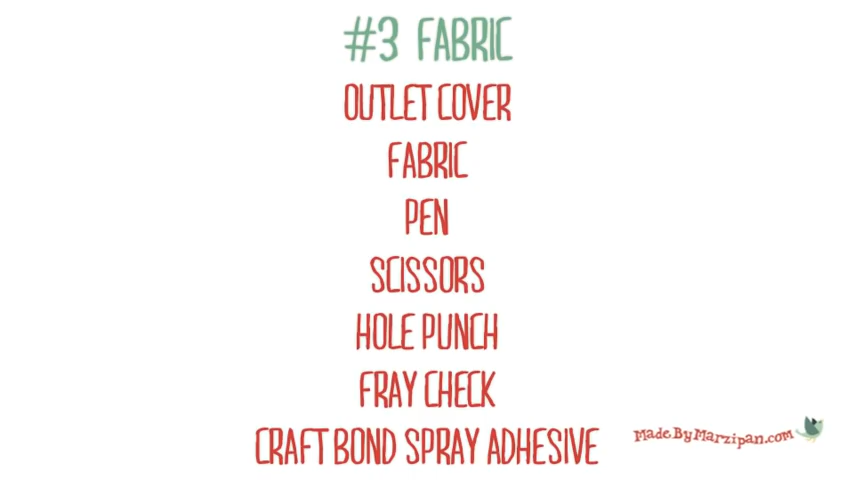 #3 FABRIC
OUTLET COVER
FABRIC
PEN
SCISSORS
HOLE PUNCH
FRAY CHECK
CRAFT BOND SPRAY ADHESIVE
MadeByMarzipan.com